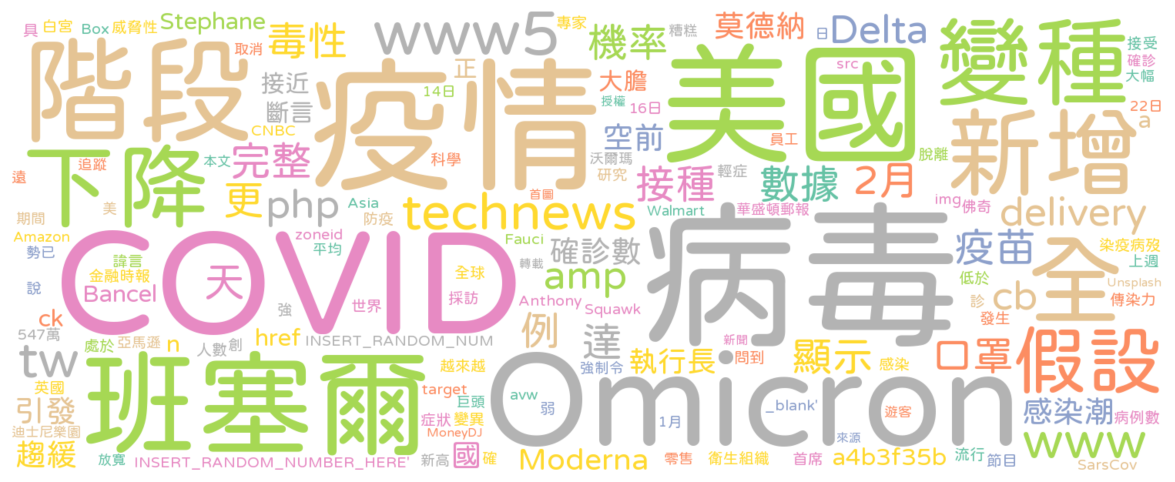 具 白宮 Box 威脅性 Stephane 毒性 www5 專家 糟糕 機率 莫德納 日 Delta 變種 接受 確診 大幅
階段 取消 接近 斷言 CNBC 正 14日 疫情 大膽 授權 16日 空前 美國 src 員工 22日 a 新增
下降 追蹤 本文 完整 科學 沃爾瑪 研究 輕症 接種 數據 2月 脫離
遠 美 更 php Asia 防疫 首圖 technews Walmart 華盛頓郵報 img 佛奇 delivery
期間 Amazon 勢已 諱言 zoneid 平均 Fauci 確診數 疫苗 染疫病歿 上週
COVID 金融時報 Bancel 天 全球 轉載 amp 病毒 低於 全 Unsplash
說 ck 強 世界 採訪 Anthony Squawk cb 診 發生 傳染力
547萬 亞馬遜 n 人數 創 href INSERT_RANDOM_NUM 例 達 新聞
tw 處於 越來越 強制令 執行長 問到 顯示 感染 口罩 假設
班塞爾 英國 target 巨頭 avw 弱 Omicron _blank' 遊客
引發 症狀 變異 1月 感染潮 病例數
迪士尼樂園 MoneyDJ 來源 www
趨緩 放寬 INSERT_RANDOM_NUMBER_HERE' 新高 國 確 Moderna 零售 衛生組織 首席 a4b3f35b 流行 節目 SarsCov